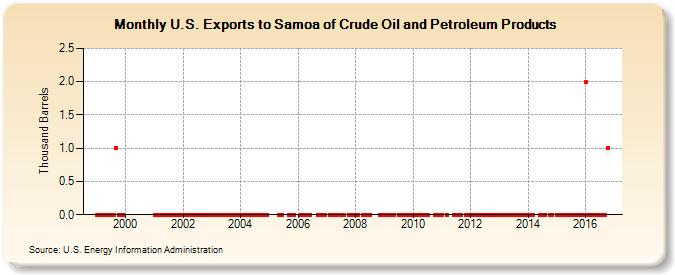 Monthly U.S. Exports to Samoa of Crude Oil and Petroleum Products
Thousand Barrels
2.5
2.0
1.5
1.0
0.5
0.0
2000 2002 2004 2006 2008 2010 2012 2014 2016
Source: U.S. Energy Information Administration